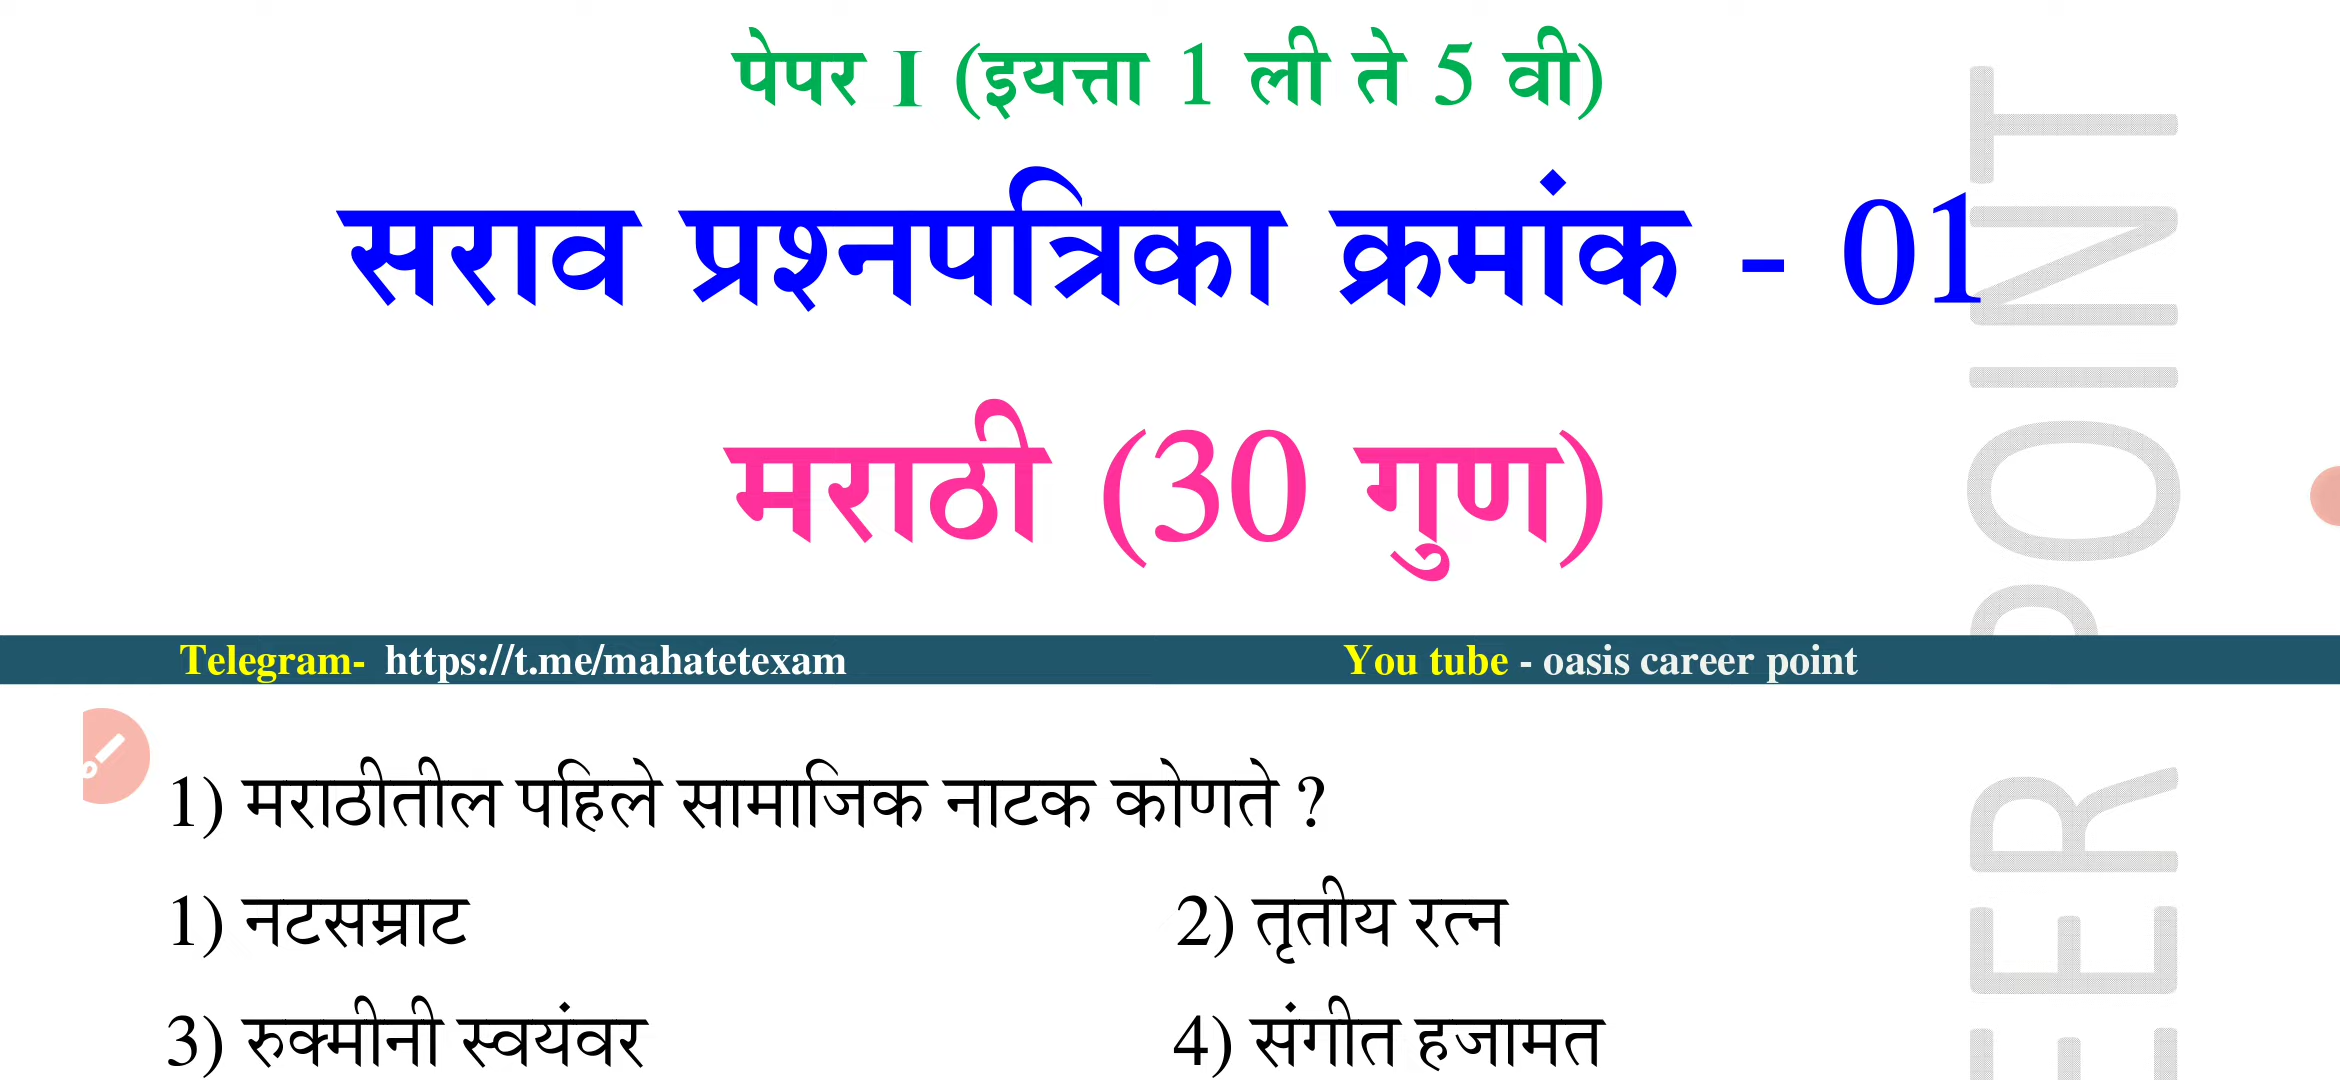 पेपर I (इयत्ता 1 ली ते 5 वी)
सराव प्रश्नपत्रिका क्रमांक - 01
मराठी (30 गुण)
Telegram- https://t.me/mahatetexam You tube - oasis career point
1) मराठीतील पहिले सामाजिक नाटक कोणते ?
1) नटसम्राट 2) तृतीय रत्न
3) रुक्मीनी स्वयंवर 4) संगीत हजामत
POINT